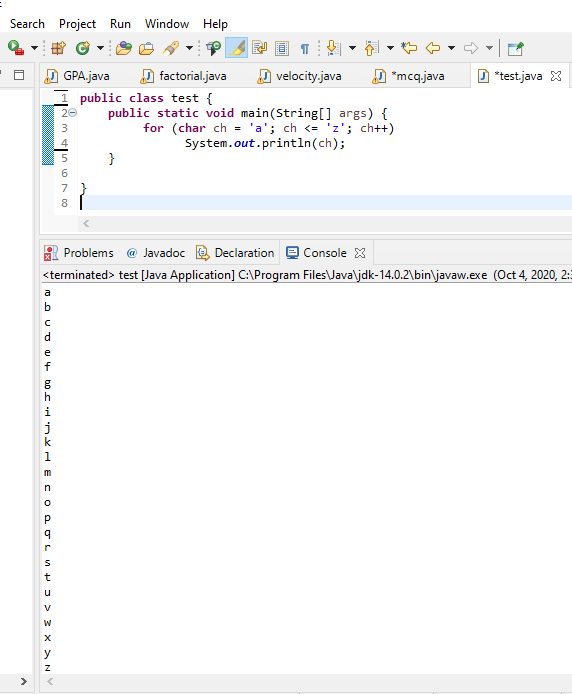 Search Project Run Window Help
GPA.java factorial.java velocity.java *mcq.java *test.java
1 public class test {
2 public static void main(String[] args) {
3 for (char ch = 'a'; ch <= 'z'; ch++)
4 System.out.println(ch);
5 }
6
7 }
8
Problems @ Javadoc Declaration Console
<terminated> test [Java Application] C:\Program Files\Java\jdk-14.0.2\bin\javaw.exe (Oct 4, 2020, 2:
a
b
c
d
e
f
g
h
i
j
k
l
m
n
o
p
q
r
s
t
u
v
w
x
y
z